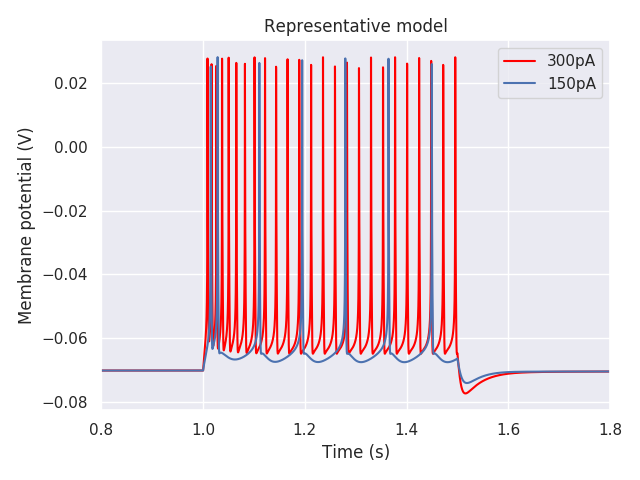 Representative model
300pA
150pA
Membrane potential (V)
0.02
0.00
−0.02
−0.04
−0.06
−0.08
0.8 1.0 1.2 1.4 1.6 1.8
Time (s)